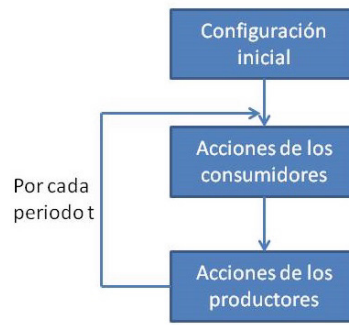 Configuración
inicial
Acciones de los
consumidores
Por cada
periodo t
Acciones de los
productores